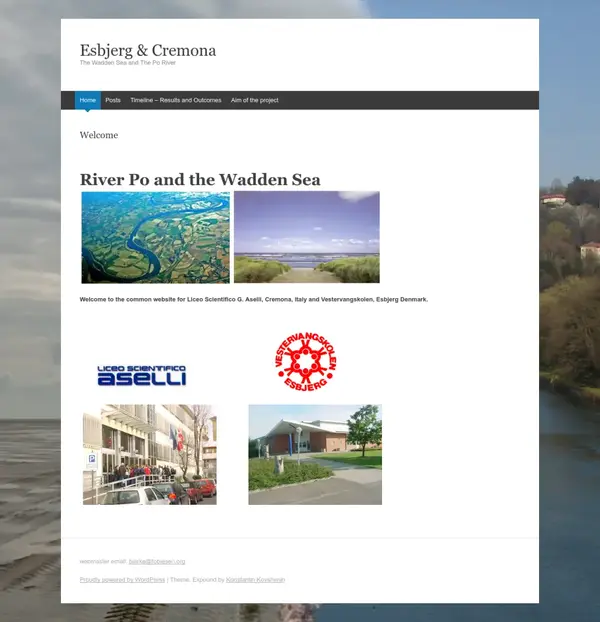 Esbjerg & Cremona
The Wadden Sea and The Po River
Home Posts Timeline – Results and Outcomes Aim of the project
Welcome
River Po and the Wadden Sea
Welcome to the common website for Liceo Scientifico G. Aselli, Cremona, Italy and Vestervangskolen, Esbjerg Denmark.
LICEO SCIENTIFICO
ASELLI
VESTERVANGSKOLEN
ESBJERG
P
webmaster email:
Proudly powered by WordPress | Theme: Expound by Konstantin Kovshenin